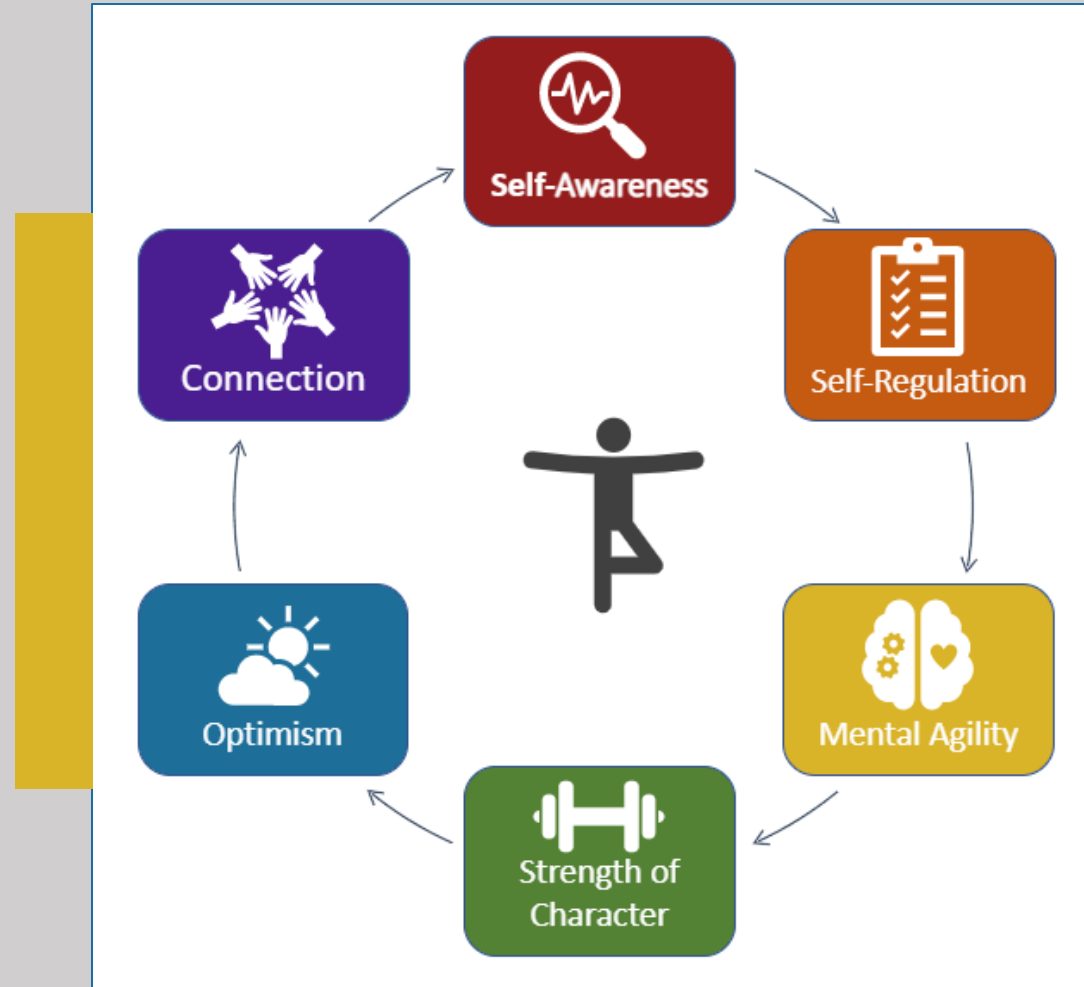 Self-Awareness
Self-Regulation
Mental Agility
Strength of
Character
Optimism
Connection